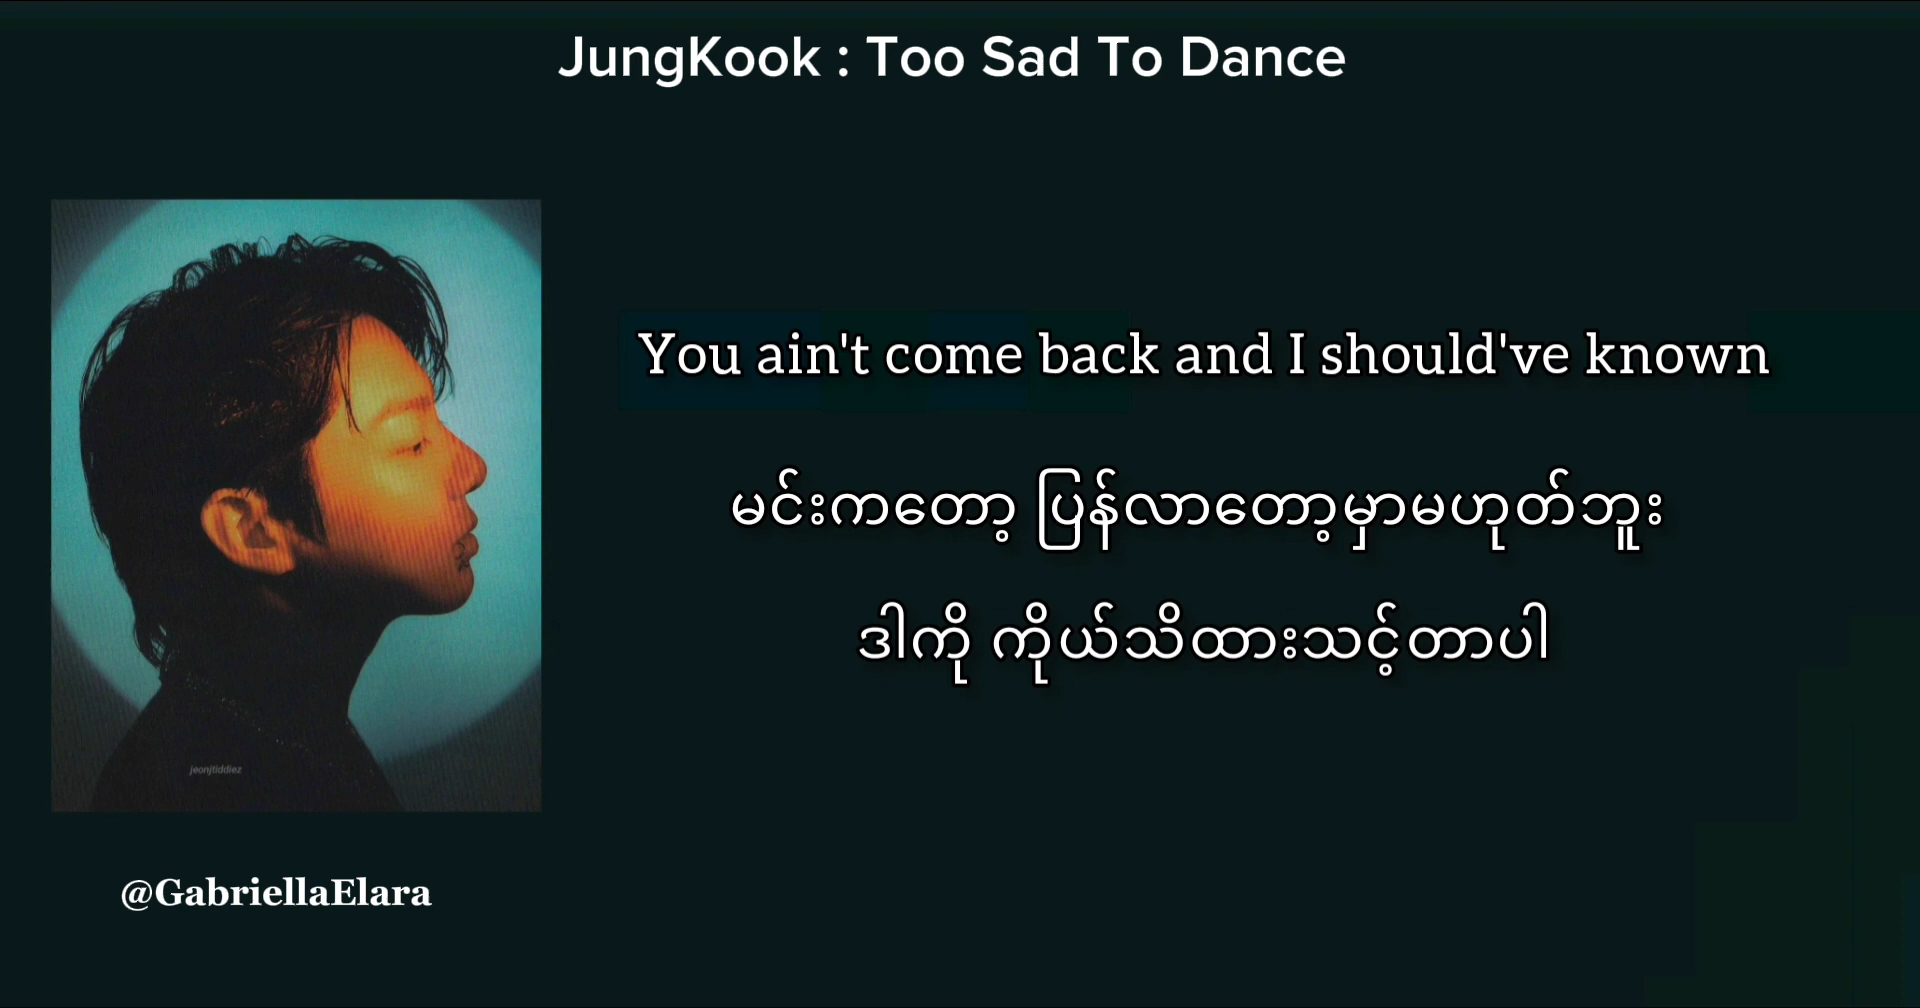 JungKook : Too Sad To Dance
You ain't come back and I should've known
မင်းကတော့ ပြန်လာတော့မှာမဟုတ်ဘူး
ဒါကို ကိုယ်သိထားသင့်တာပါ
jeonjtiddiez
@GabriellaElara